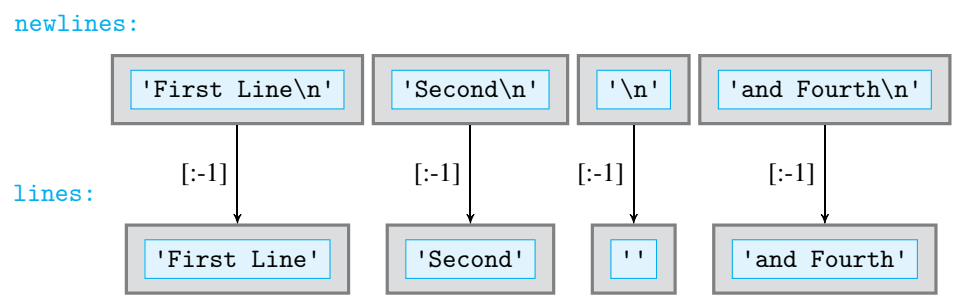 newlines:
'First Line\n' 'Second\n' '\n' 'and Fourth\n'
[:-1] [:-1] [:-1] [:-1]
lines:
'First Line' 'Second' '' 'and Fourth'